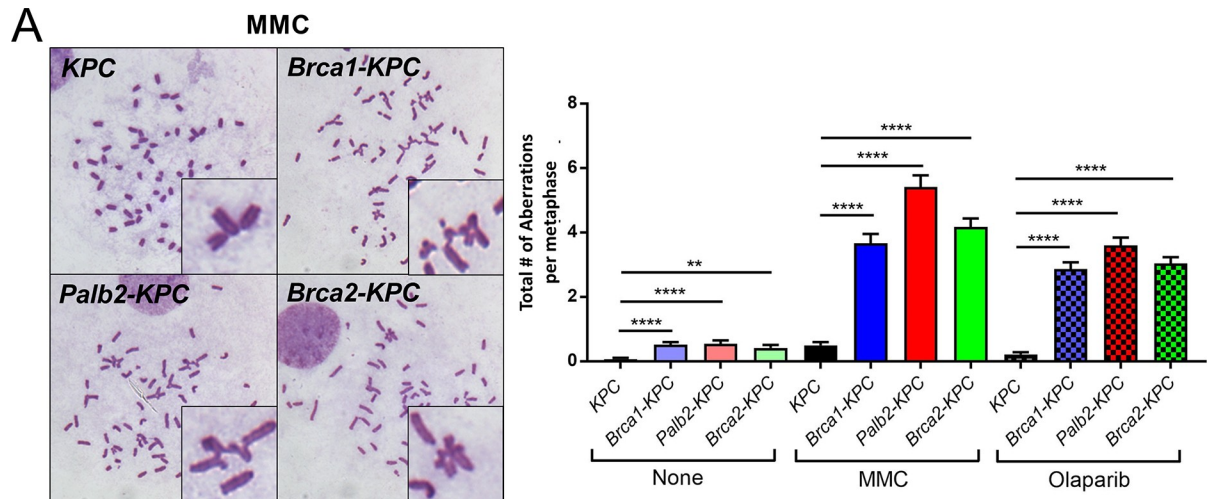 A
MMC
KPC
Brca1-KPC
Palb2-KPC
Brca2-KPC
Total # of Aberrations
per metaphase
8
6
4
2
0
**
****
****
****
****
****
****
****
****
KPC
Brca1-KPC
Palb2-KPC
Brca2-KPC
KPC
Brca1-KPC
Palb2-KPC
Brca2-KPC
KPC
Brca1-KPC
Palb2-KPC
Brca2-KPC
None
MMC
Olaparib